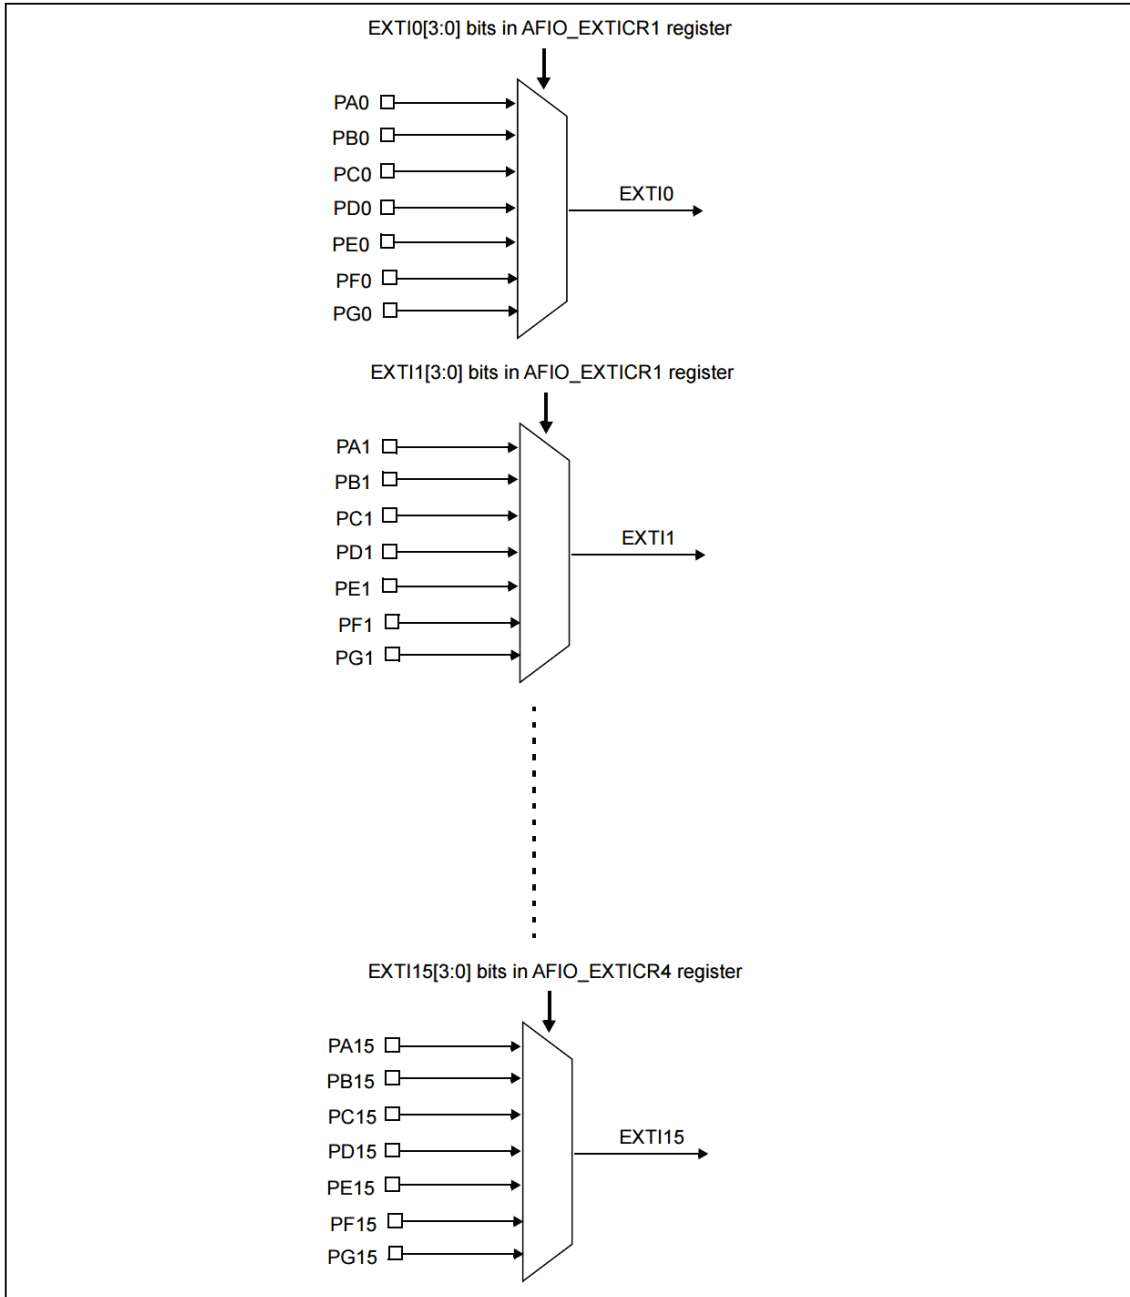 EXTI0[3:0] bits in AFIO_EXTICR1 register
PA0
PB0
PC0
PD0
PE0
PF0
PG0
EXTI0
EXTI1[3:0] bits in AFIO_EXTICR1 register
PA1
PB1
PC1
PD1
PE1
PF1
PG1
EXTI1
EXTI15[3:0] bits in AFIO_EXTICR4 register
PA15
PB15
PC15
PD15
PE15
PF15
PG15
EXTI15